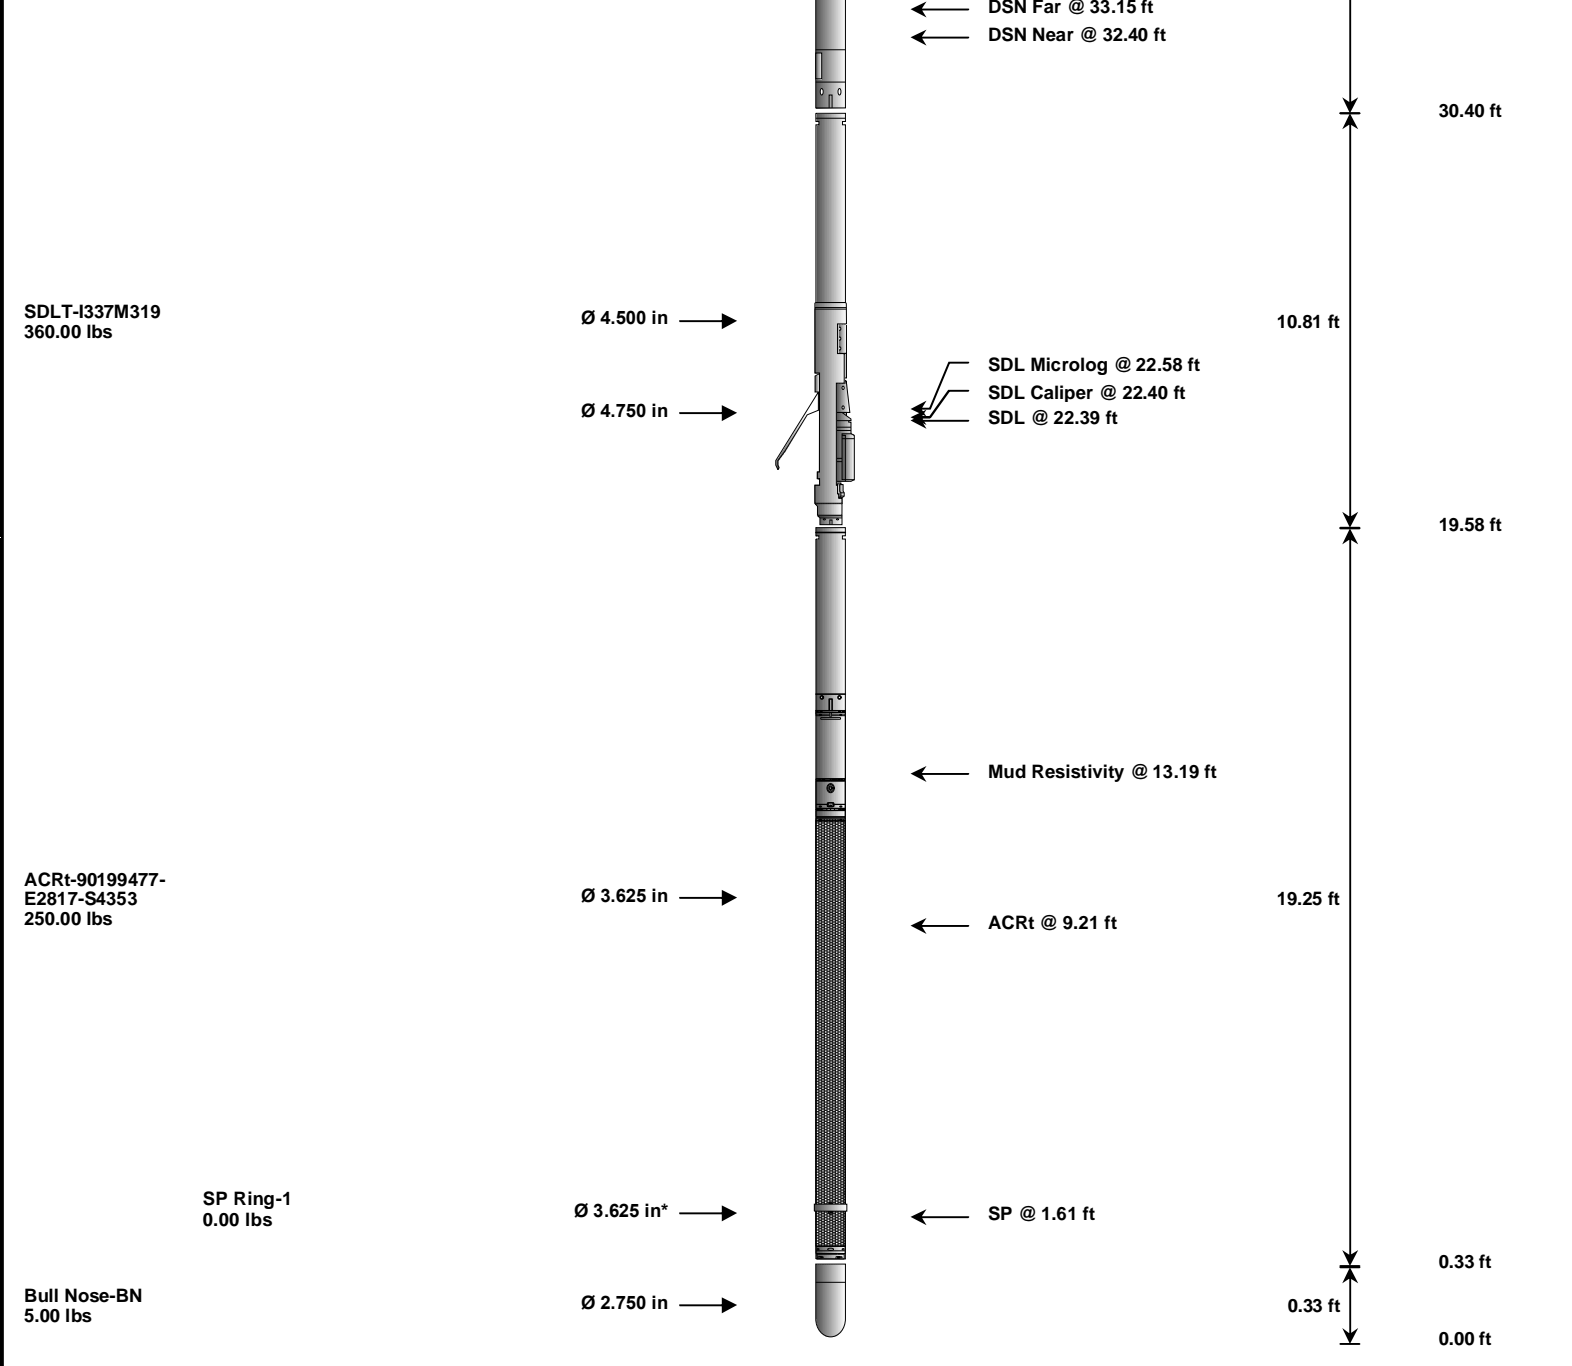 DSN Far @ 33.15 ft
DSN Near @ 32.40 ft
30.40 ft
SDLT-I337M319
360.00 lbs
Ø 4.500 in
10.81 ft
SDL Microlog @ 22.58 ft
SDL Caliper @ 22.40 ft
Ø 4.750 in
SDL @ 22.39 ft
19.58 ft
Mud Resistivity @ 13.19 ft
ACRt-90199477-
E2817-S4353
250.00 lbs
Ø 3.625 in
19.25 ft
ACRt @ 9.21 ft
SP Ring-1
0.00 lbs
Ø 3.625 in*
SP @ 1.61 ft
0.33 ft
Bull Nose-BN
5.00 lbs
Ø 2.750 in
0.33 ft
0.00 ft